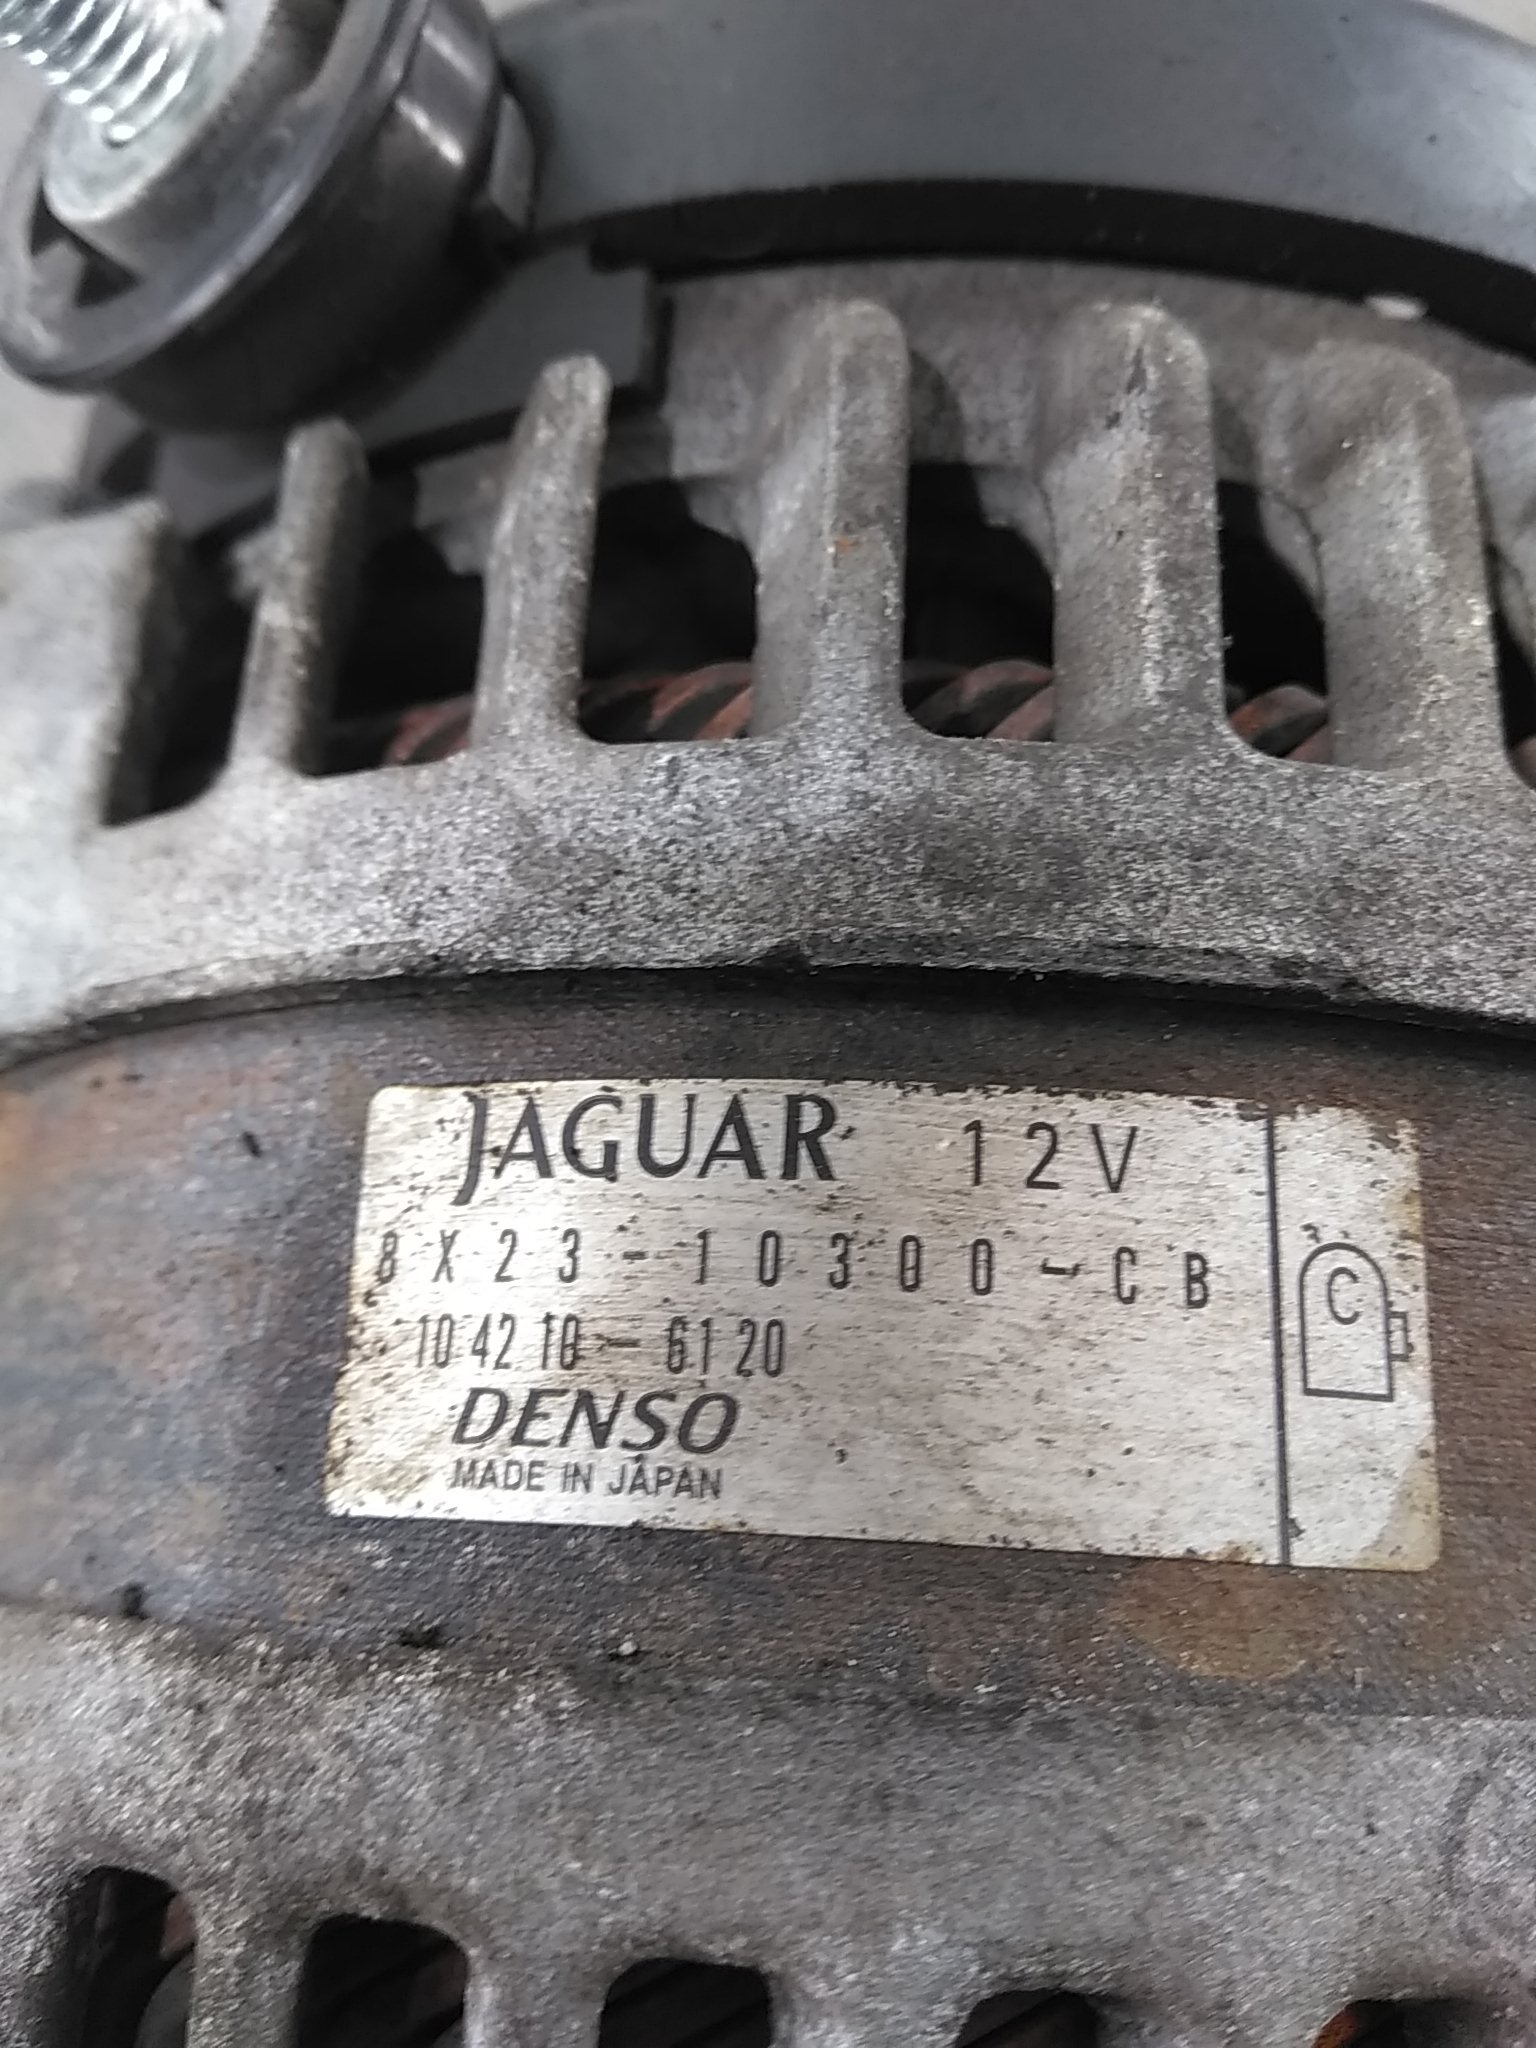 JAGUAR 12V
8X23-10300-CB
104210-6120
DENSO
MADE IN JAPAN
C